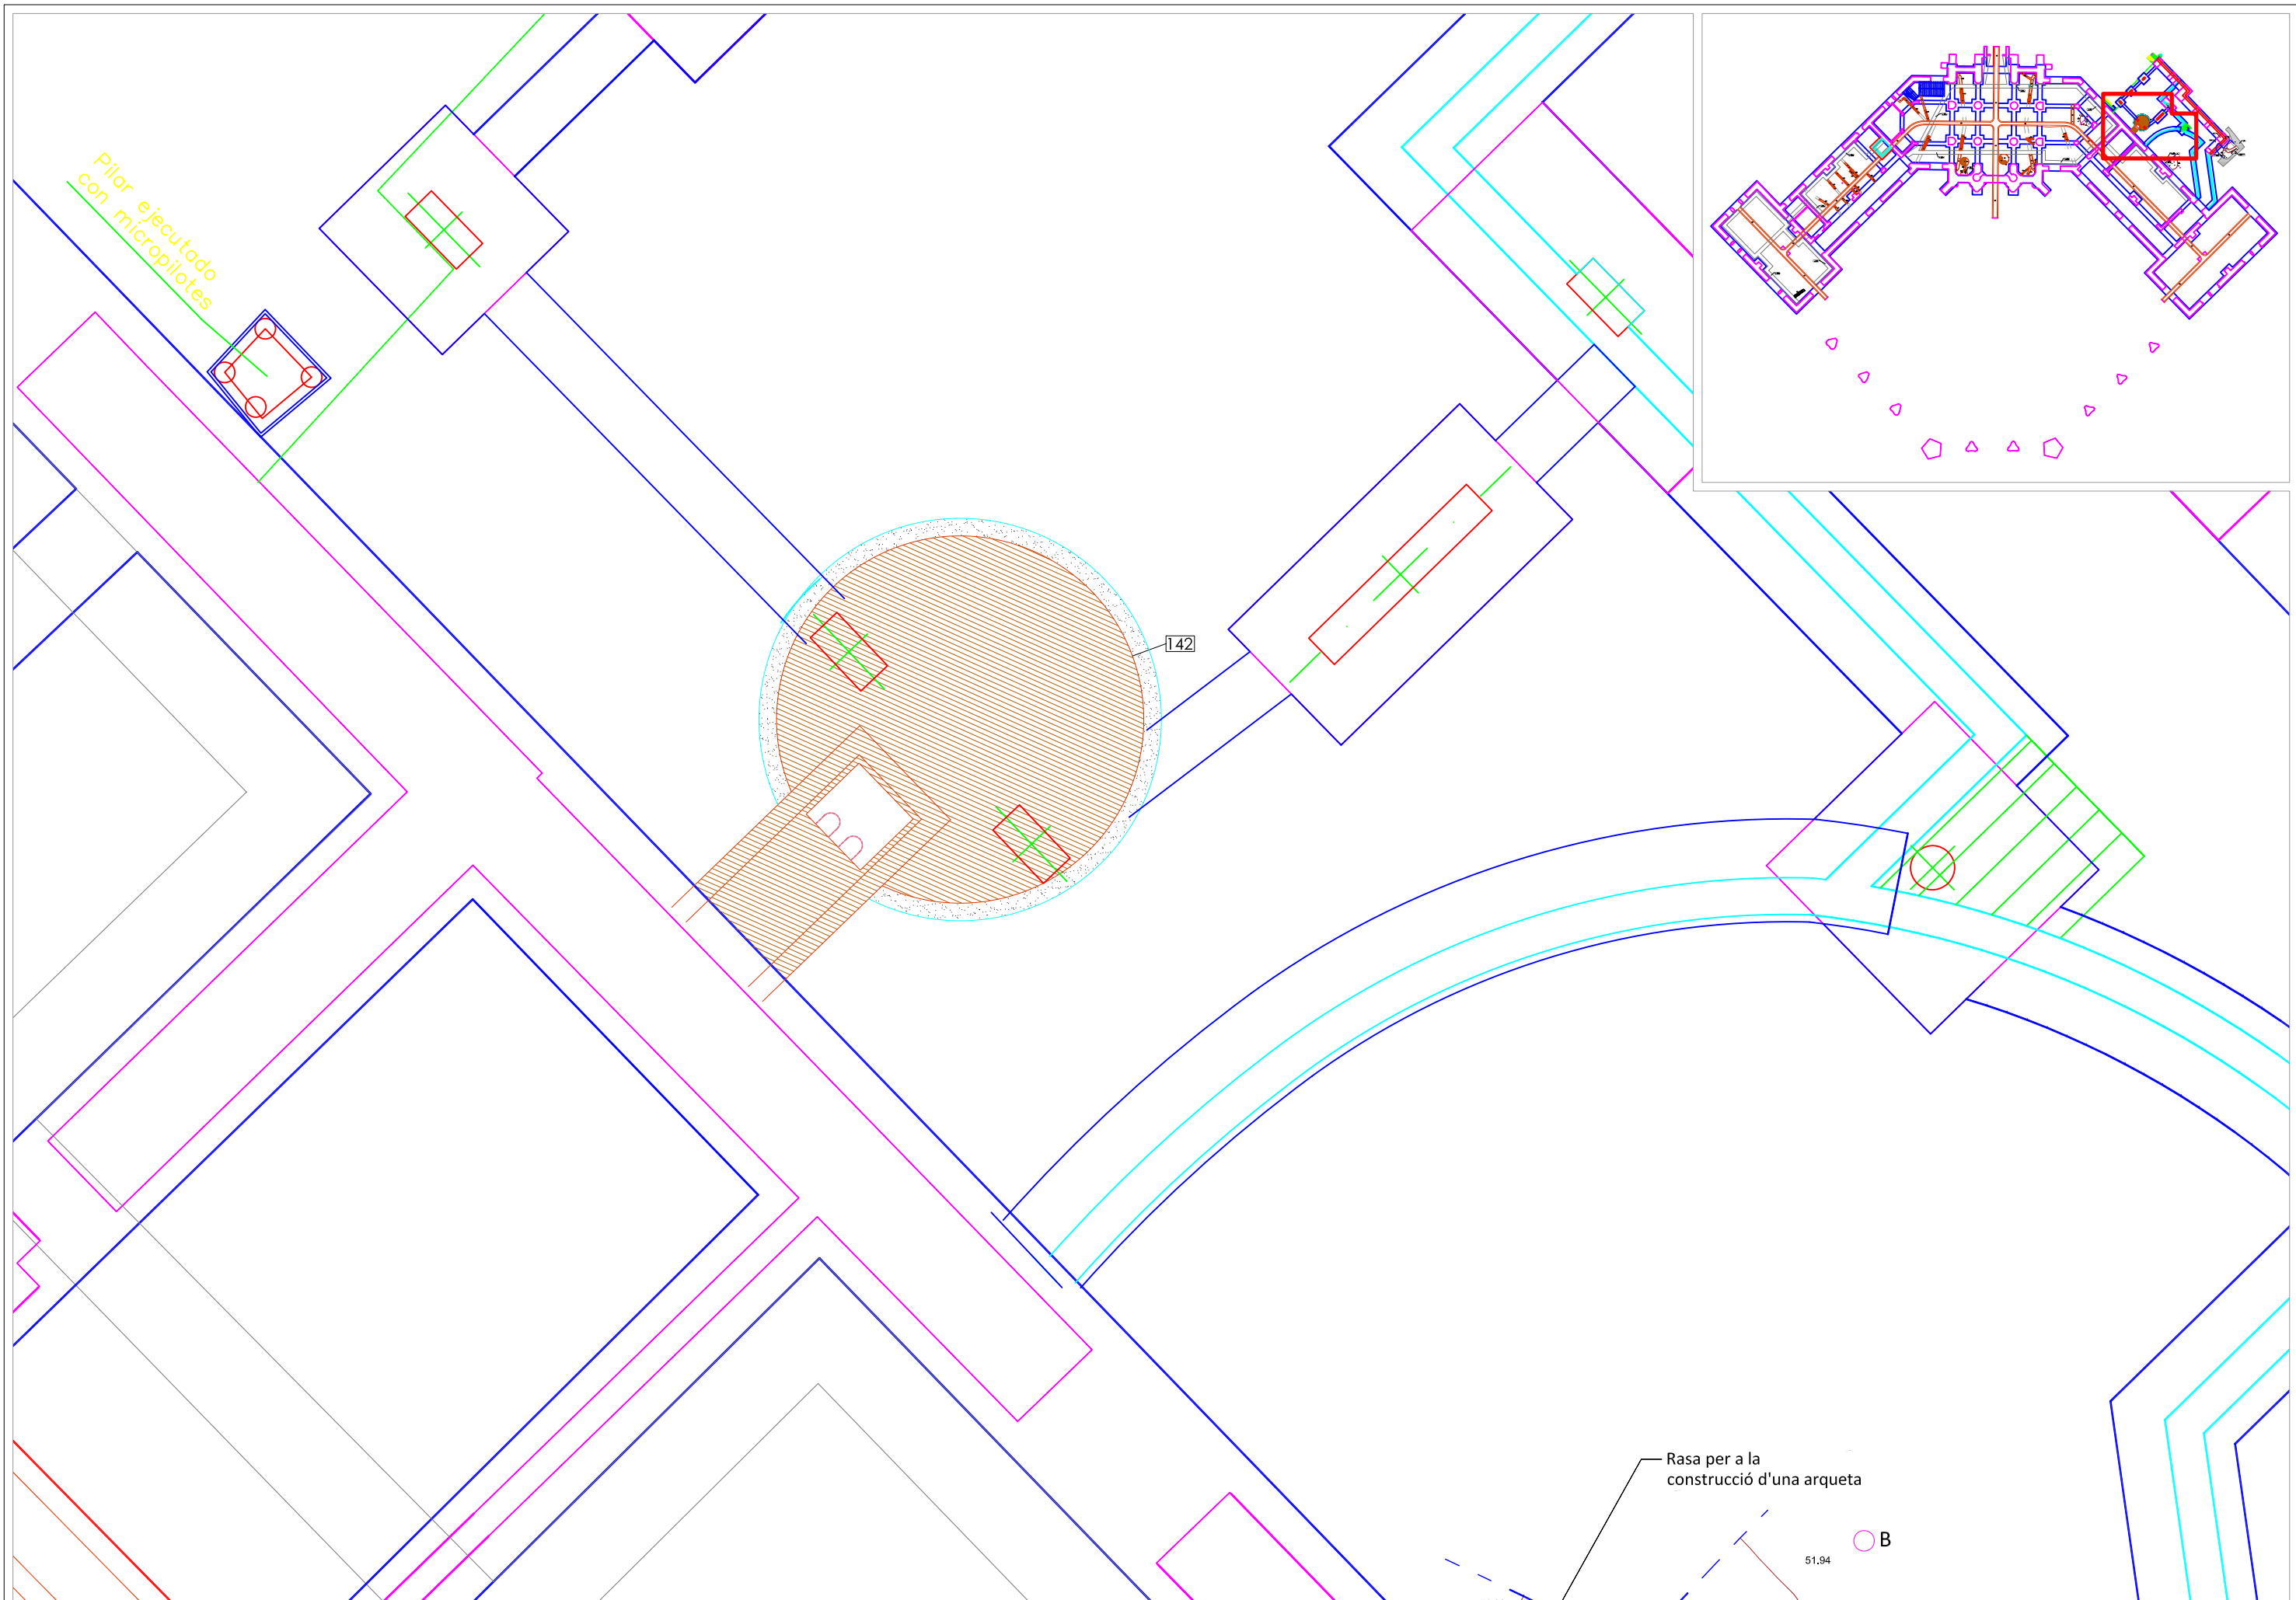 Pilar ejecutado
con micropilotes
142
Rasa per a la
construcció d'una arqueta
B
51.94